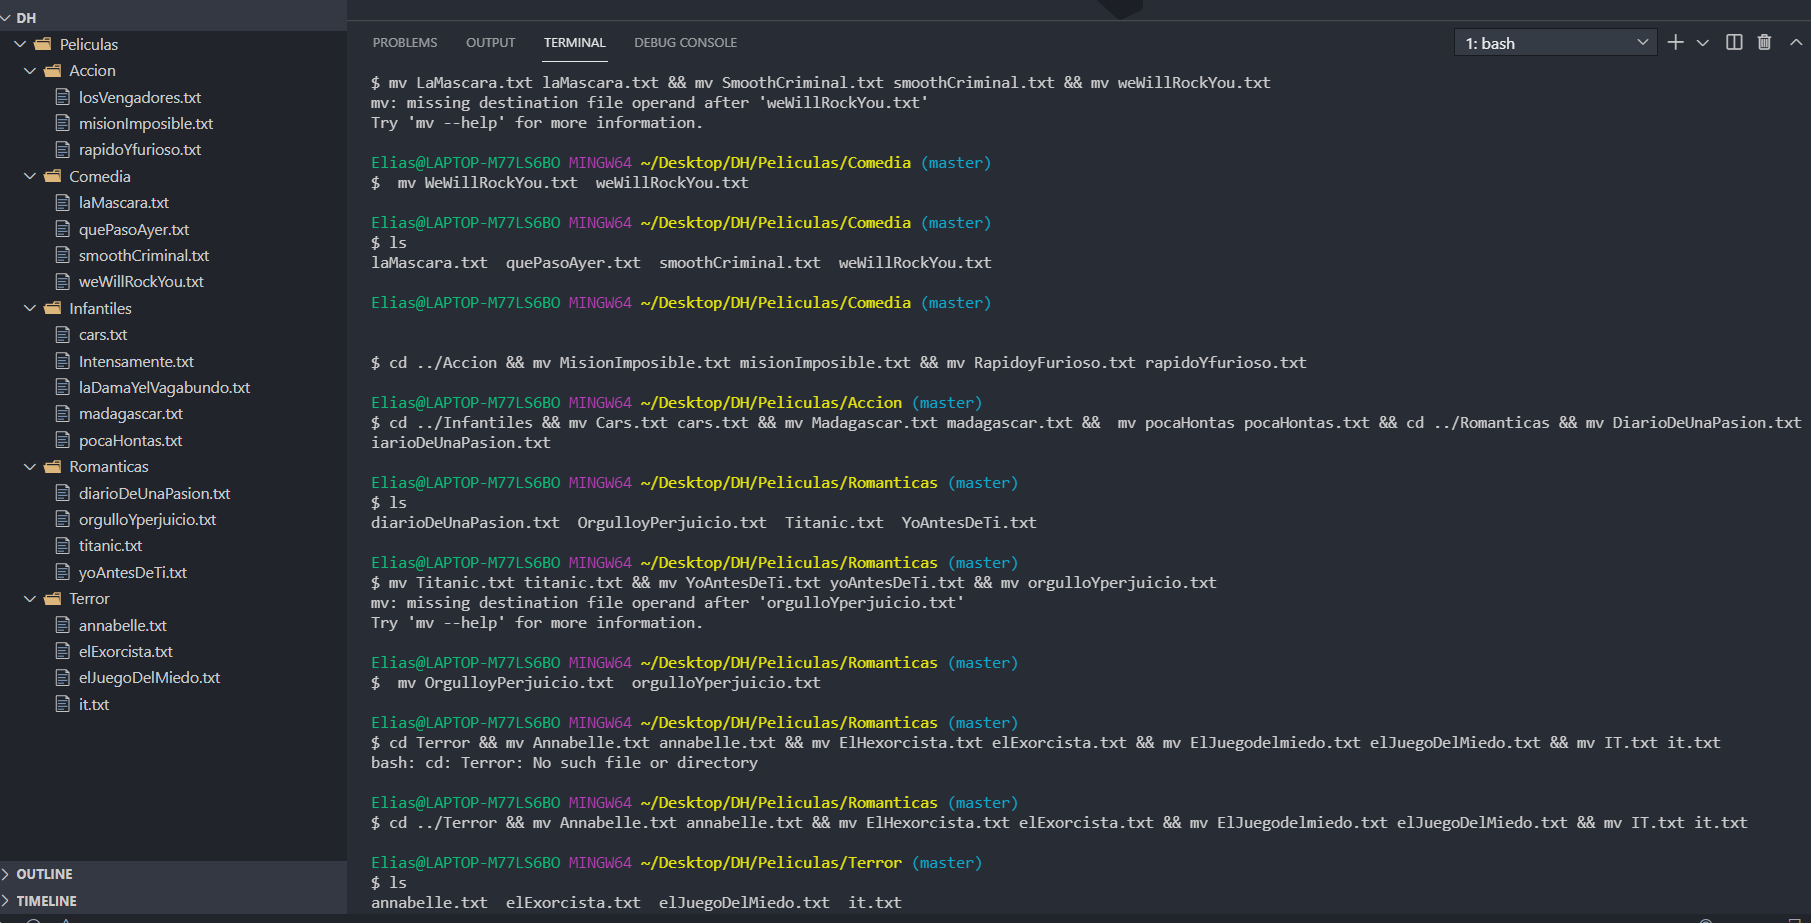 DH
Peliculas
Accion
losVengadores.txt
misionImposible.txt
rapidoYfurioso.txt
Comedia
laMascara.txt
quePasoAyer.txt
smoothCriminal.txt
weWillRockYou.txt
Infantiles
cars.txt
Intensamente.txt
laDamaYelVagabundo.txt
madagascar.txt
pocaHontas.txt
Romanticas
diarioDeUnaPasion.txt
orgulloYperjuicio.txt
titanic.txt
yoAntesDeTi.txt
Terror
annabelle.txt
elExorcista.txt
elJuegoDelMiedo.txt
it.txt
OUTLINE
TIMELINE
PROBLEMS OUTPUT TERMINAL DEBUG CONSOLE 1: bash
$ mv LaMascara.txt laMascara.txt && mv SmoothCriminal.txt smoothCriminal.txt && mv weWillRockYou.txt
mv: missing destination file operand after 'weWillRockYou.txt'
Try 'mv --help' for more information.
Elias@LAPTOP-M77LS6BO MINGW64 ~/Desktop/DH/Peliculas/Comedia (master)
$  mv WeWillRockYou.txt  weWillRockYou.txt
Elias@LAPTOP-M77LS6BO MINGW64 ~/Desktop/DH/Peliculas/Comedia (master)
$ ls
laMascara.txt  quePasoAyer.txt  smoothCriminal.txt  weWillRockYou.txt
Elias@LAPTOP-M77LS6BO MINGW64 ~/Desktop/DH/Peliculas/Comedia (master)
$ cd ../Accion && mv MisionImposible.txt misionImposible.txt && mv RapidoyFurioso.txt rapidoYfurioso.txt
Elias@LAPTOP-M77LS6BO MINGW64 ~/Desktop/DH/Peliculas/Accion (master)
$ cd ../Infantiles && mv Cars.txt cars.txt && mv Madagascar.txt madagascar.txt &&  mv pocaHontas pocaHontas.txt && cd ../Romanticas && mv DiarioDeUnaPasion.txt
iarioDeUnaPasion.txt
Elias@LAPTOP-M77LS6BO MINGW64 ~/Desktop/DH/Peliculas/Romanticas (master)
$ ls
diarioDeUnaPasion.txt  OrgulloyPerjuicio.txt  Titanic.txt  YoAntesDeTi.txt
Elias@LAPTOP-M77LS6BO MINGW64 ~/Desktop/DH/Peliculas/Romanticas (master)
$ mv Titanic.txt titanic.txt && mv YoAntesDeTi.txt yoAntesDeTi.txt && mv orgulloYperjuicio.txt
mv: missing destination file operand after 'orgulloYperjuicio.txt'
Try 'mv --help' for more information.
Elias@LAPTOP-M77LS6BO MINGW64 ~/Desktop/DH/Peliculas/Romanticas (master)
$  mv OrgulloyPerjuicio.txt  orgulloYperjuicio.txt
Elias@LAPTOP-M77LS6BO MINGW64 ~/Desktop/DH/Peliculas/Romanticas (master)
$ cd Terror && mv Annabelle.txt annabelle.txt && mv ElHexorcista.txt elExorcista.txt && mv ElJuegodelmiedo.txt elJuegoDelMiedo.txt && mv IT.txt it.txt
bash: cd: Terror: No such file or directory
Elias@LAPTOP-M77LS6BO MINGW64 ~/Desktop/DH/Peliculas/Romanticas (master)
$ cd ../Terror && mv Annabelle.txt annabelle.txt && mv ElHexorcista.txt elExorcista.txt && mv ElJuegodelmiedo.txt elJuegoDelMiedo.txt && mv IT.txt it.txt
Elias@LAPTOP-M77LS6BO MINGW64 ~/Desktop/DH/Peliculas/Terror (master)
$ ls
annabelle.txt  elExorcista.txt  elJuegoDelMiedo.txt  it.txt